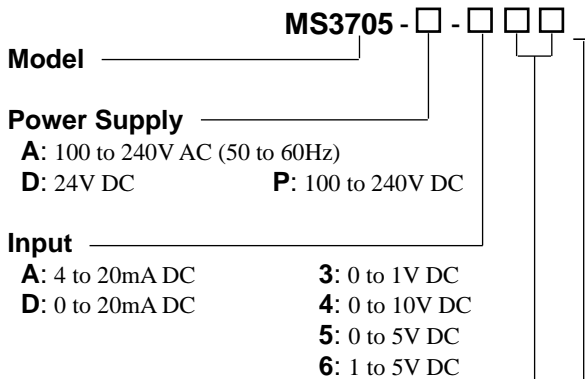 MS3705 - □ - □ □ □
Model
Power Supply
A: 100 to 240V AC (50 to 60Hz)
D: 24V DC P: 100 to 240V DC
Input
A: 4 to 20mA DC 3: 0 to 1V DC
D: 0 to 20mA DC 4: 0 to 10V DC
5: 0 to 5V DC
6: 1 to 5V DC